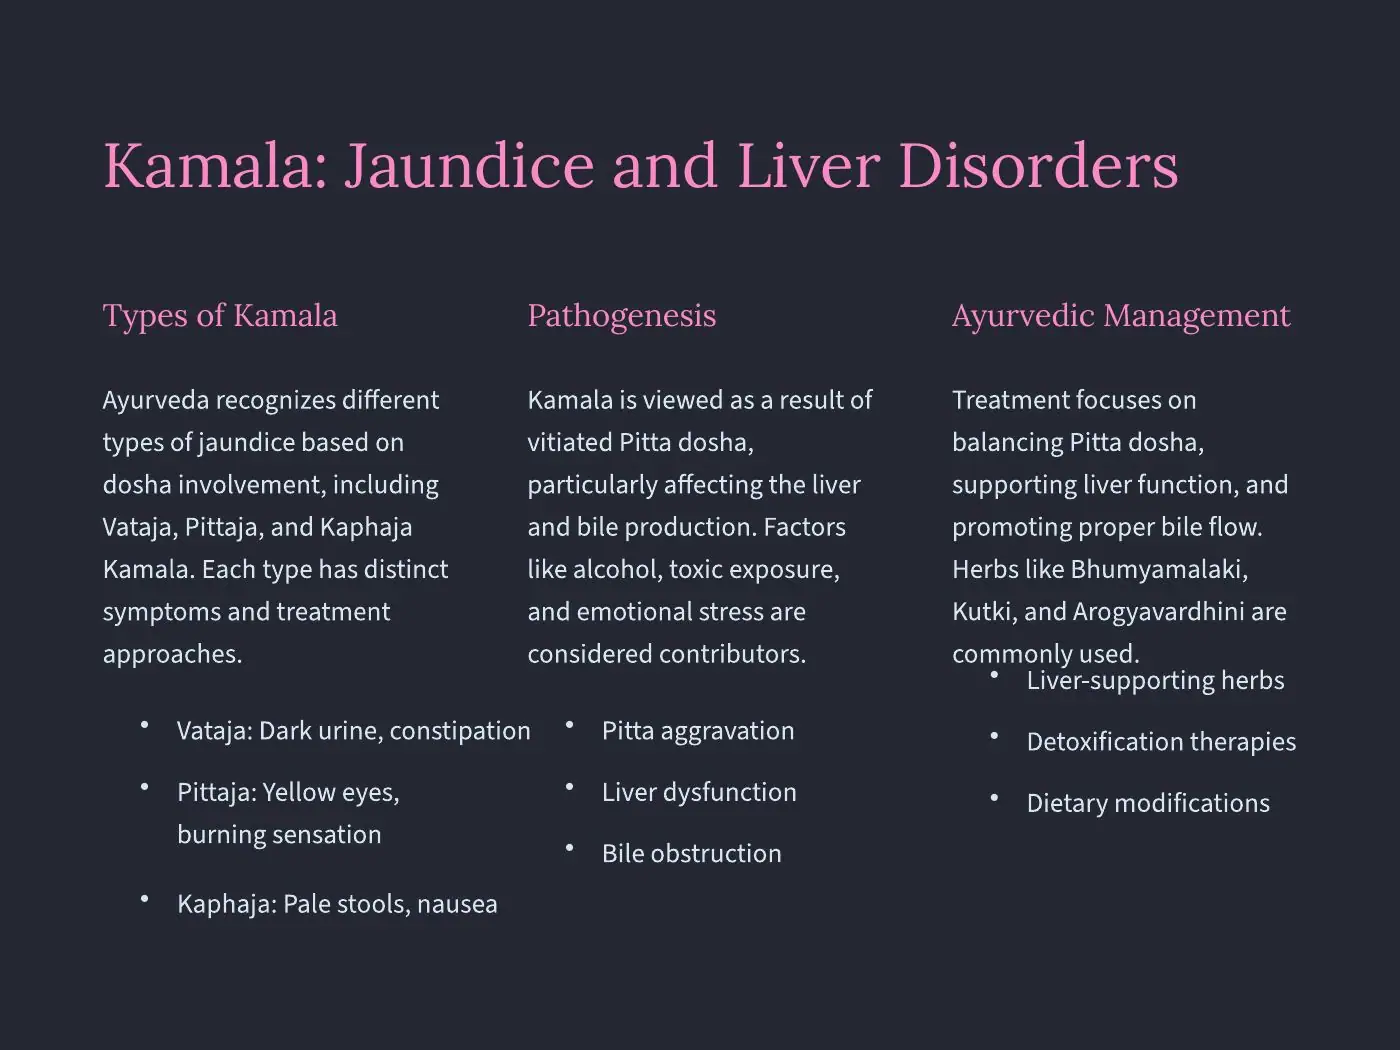 Kamala: Jaundice and Liver Disorders
Types of Kamala
Ayurveda recognizes different
types of jaundice based on
dosha involvement, including
Vataja, Pittaja, and Kaphaja
Kamala. Each type has distinct
symptoms and treatment
approaches.
• Vataja: Dark urine, constipation
• Pittaja: Yellow eyes,
burning sensation
• Kaphaja: Pale stools, nausea
Pathogenesis
Kamala is viewed as a result of
vitiated Pitta dosha,
particularly affecting the liver
and bile production. Factors
like alcohol, toxic exposure,
and emotional stress are
considered contributors.
• Pitta aggravation
• Liver dysfunction
• Bile obstruction
Ayurvedic Management
Treatment focuses on
balancing Pitta dosha,
supporting liver function, and
promoting proper bile flow.
Herbs like Bhumyamalaki,
Kutki, and Arogyavardhini are
commonly used.
• Liver-supporting herbs
• Detoxification therapies
• Dietary modifications